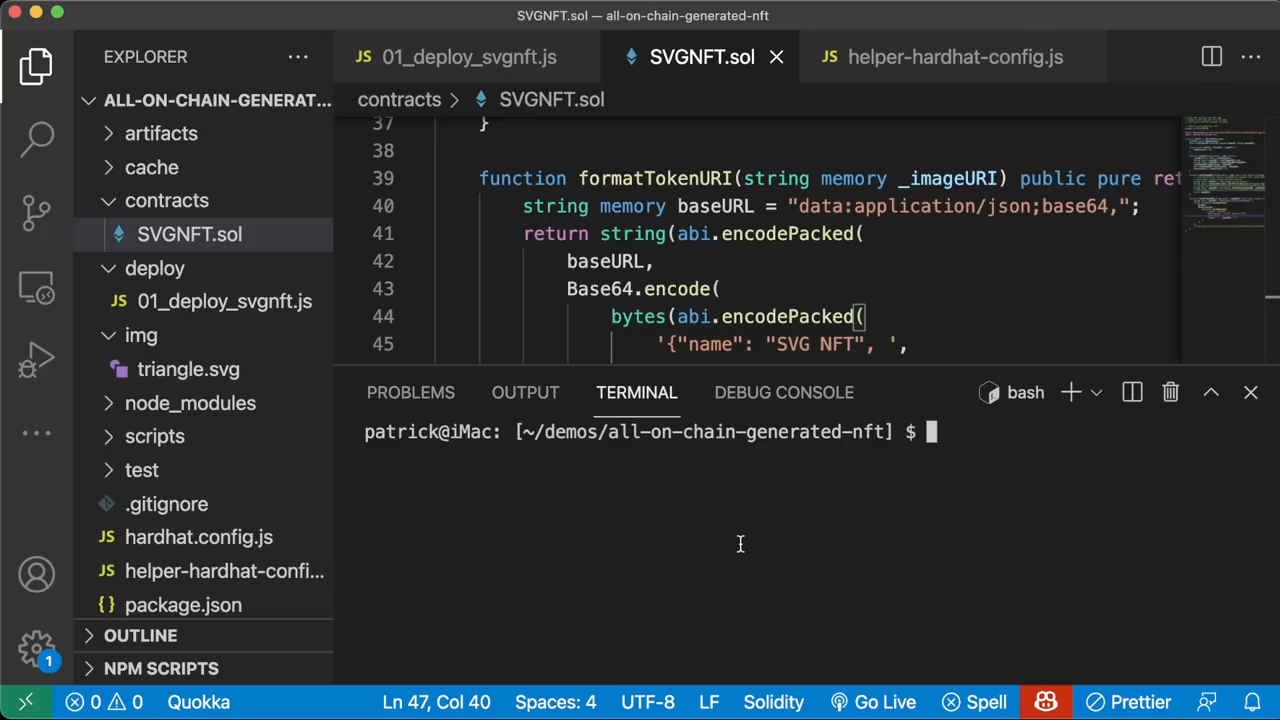 SVGNFT.sol — all-on-chain-generated-nft
EXPLORER
JS 01_deploy_svgnft.js
SVGNFT.sol
JS helper-hardhat-config.js
ALL-ON-CHAIN-GENERAT...
contracts > SVGNFT.sol
artifacts
cache
contracts
SVGNFT.sol
deploy
JS 01_deploy_svgnft.js
img
triangle.svg
node_modules
scripts
test
.gitignore
JS hardhat.config.js
JS helper-hardhat-confi...
{} package.json
OUTLINE
NPM SCRIPTS
37 }
38
39 function formatTokenURI(string memory _imageURI) public pure ret
40 string memory baseURL = "data:application/json;base64,";
41 return string(abi.encodePacked(
42 baseURL,
43 Base64.encode(
44 bytes(abi.encodePacked(
45 '{"name": "SVG NFT", ',
PROBLEMS OUTPUT TERMINAL DEBUG CONSOLE bash
patrick@iMac: [~/demos/all-on-chain-generated-nft] $
1
0 0 Quokka Ln 47, Col 40 Spaces: 4 UTF-8 LF Solidity Go Live Spell Prettier